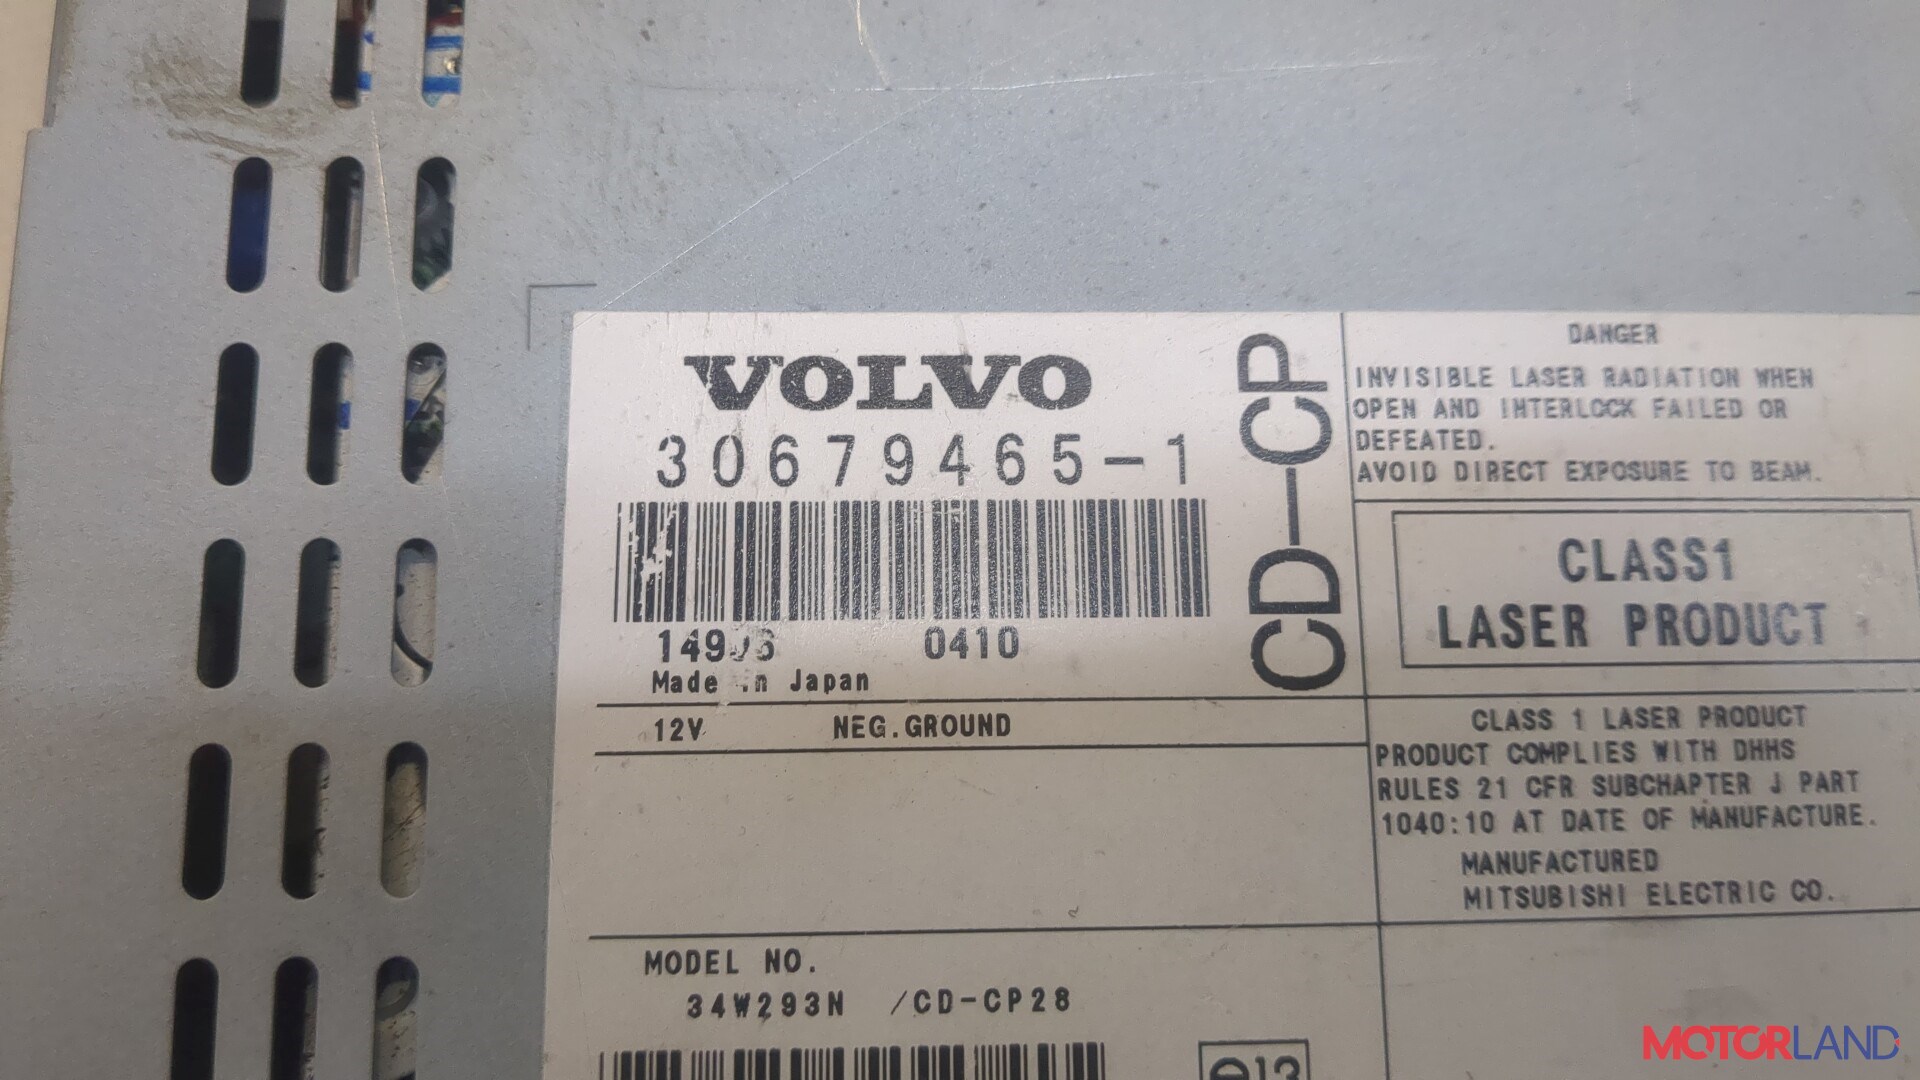 VOLVO
30679465-1
CD-CP
0410
Made in Japan
12V NEG.GROUND
MODEL NO.
34W293N /CD-CP28
DANGER
INVISIBLE LASER RADIATION WHEN
OPEN AND INTERLOCK FAILED OR
DEFEATED.
AVOID DIRECT EXPOSURE TO BEAM.
CLASS1
LASER PRODUCT
CLASS 1 LASER PRODUCT
PRODUCT COMPLIES WITH DHHS
RULES 21 CFR SUBCHAPTER J PART
1040:10 AT DATE OF MANUFACTURE.
MANUFACTURED
MITSUBISHI ELECTRIC CO.
e13
MOTORLAND